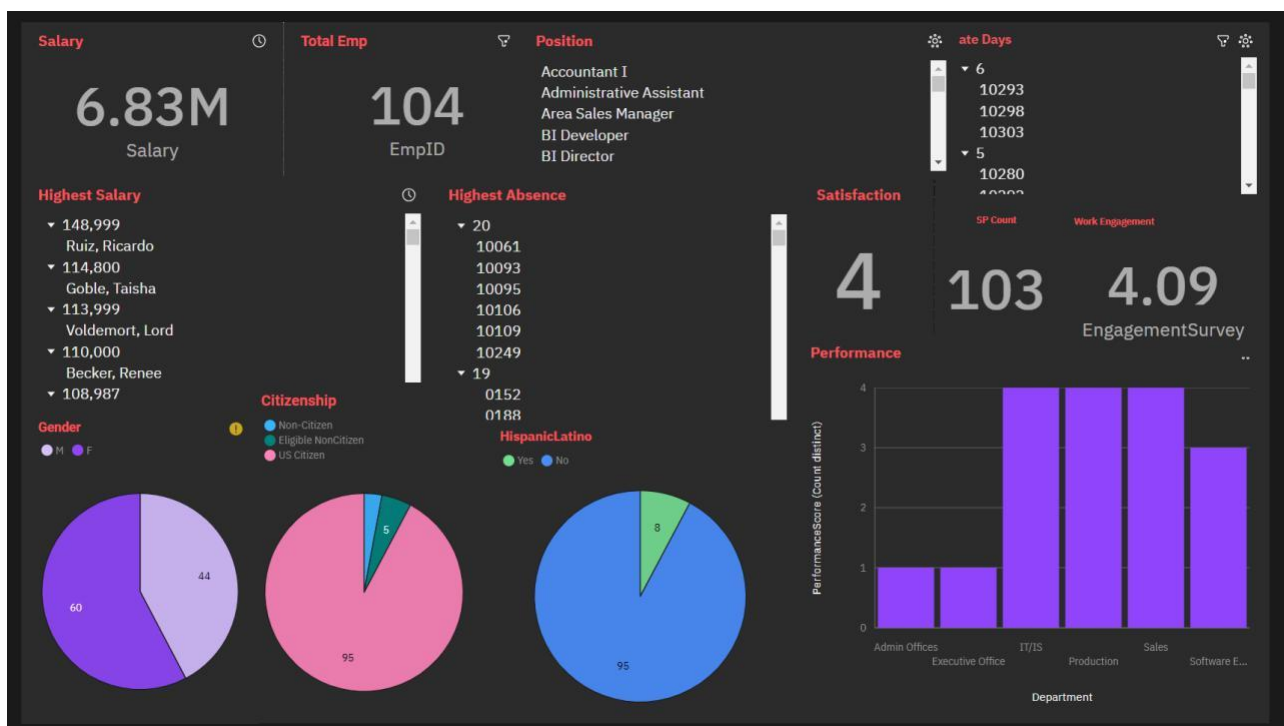 Salary
6.83M
Salary
Total Emp
104
EmpID
Position
Accountant I
Administrative Assistant
Area Sales Manager
BI Developer
BI Director
ate Days
6
10293
10298
10303
5
10280
Highest Salary
148,999
Ruiz, Ricardo
114,800
Goble, Taisha
113,999
Voldemort, Lord
110,000
Becker, Renee
108,987
Highest Absence
20
10061
10093
10095
10106
10109
10249
19
0152
0188
Satisfaction
4
SP Count
103
Work Engagement
4.09
EngagementSurvey
Gender
M F
44
60
Citizenship
Non-Citizen
Eligible NonCitizen
US Citizen
5
95
HispanicLatino
Yes No
8
95
Performance
PerformanceScore (Count distinct)
4
3
2
1
0
Admin Offices IT/IS Sales
Executive Office Production Software E...
Department